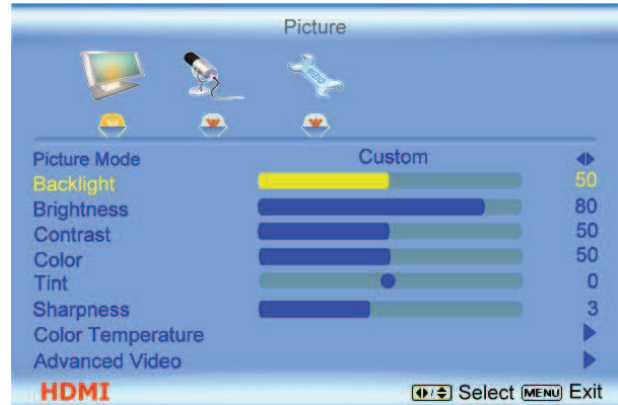 Picture
Picture Mode Custom
Backlight 50
Brightness 80
Contrast 50
Color 50
Tint 0
Sharpness 3
Color Temperature
Advanced Video
HDMI Select MENU Exit